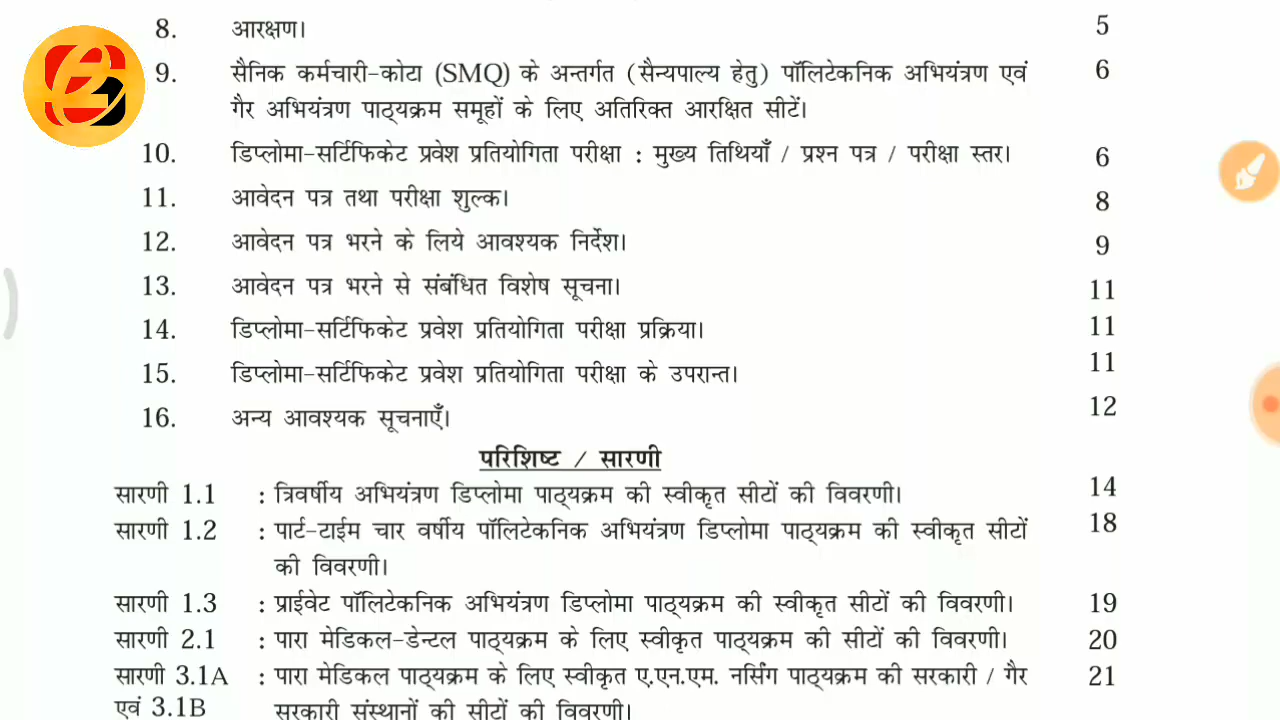 8. आरक्षण। 5
9. सैनिक कर्मचारी-कोटा (SMQ) के अन्तर्गत (सैन्यपाल्य हेतु) पॉलिटेकनिक अभियंत्रण एवं 6
गैर अभियंत्रण पाठ्यक्रम समूहों के लिए अतिरिक्त आरक्षित सीटें।
10. डिप्लोमा-सर्टिफिकेट प्रवेश प्रतियोगिता परीक्षा : मुख्य तिथियाँ / प्रश्न पत्र / परीक्षा स्तर। 6
11. आवेदन पत्र तथा परीक्षा शुल्क। 8
12. आवेदन पत्र भरने के लिये आवश्यक निर्देश। 9
13. आवेदन पत्र भरने से संबंधित विशेष सूचना। 11
14. डिप्लोमा-सर्टिफिकेट प्रवेश प्रतियोगिता परीक्षा प्रक्रिया। 11
15. डिप्लोमा-सर्टिफिकेट प्रवेश प्रतियोगिता परीक्षा के उपरान्त। 11
16. अन्य आवश्यक सूचनाएँ। 12
परिशिष्ट / सारणी
सारणी 1.1 : त्रिवर्षीय अभियंत्रण डिप्लोमा पाठ्यक्रम की स्वीकृत सीटों की विवरणी। 14
सारणी 1.2 : पार्ट-टाईम चार वर्षीय पॉलिटेकनिक अभियंत्रण डिप्लोमा पाठ्यक्रम की स्वीकृत सीटों 18
की विवरणी।
सारणी 1.3 : प्राईवेट पॉलिटेकनिक अभियंत्रण डिप्लोमा पाठ्यक्रम की स्वीकृत सीटों की विवरणी। 19
सारणी 2.1 : पारा मेडिकल-डेन्टल पाठ्यक्रम के लिए स्वीकृत पाठ्यक्रम की सीटों की विवरणी। 20
सारणी 3.1A : पारा मेडिकल पाठ्यक्रम के लिए स्वीकृत ए.एन.एम. नर्सिंग पाठ्यक्रम की सरकारी / गैर 21
एवं 3.1B सरकारी संस्थानों की सीटों की विवरणी।